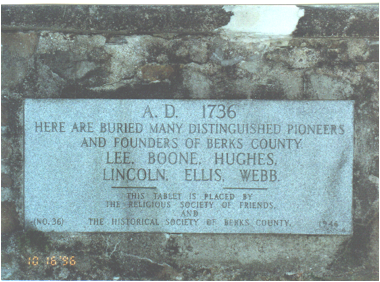 A. D. 1736
HERE ARE BURIED MANY DISTINGUISHED PIONEERS
AND FOUNDERS OF BERKS COUNTY
LEE, BOONE, HUGHES,
LINCOLN, ELLIS, WEBB.
THIS TABLET IS PLACED BY
THE RELIGIOUS SOCIETY OF FRIENDS,
AND
(NO. 36) THE HISTORICAL SOCIETY OF BERKS COUNTY, 1946
10 16 '96